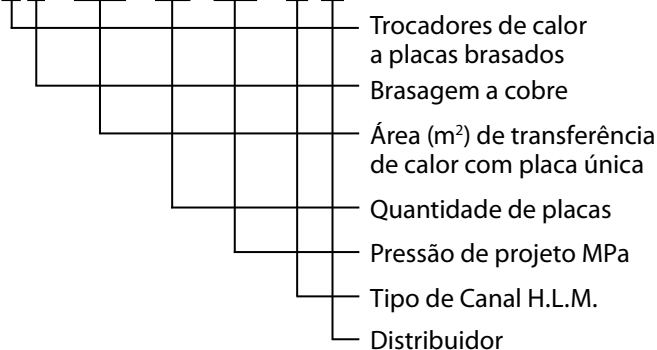 Trocadores de calor
a placas brasados
Brasagem a cobre
Área (m²) de transferência
de calor com placa única
Quantidade de placas
Pressão de projeto MPa
Tipo de Canal H.L.M.
Distribuidor